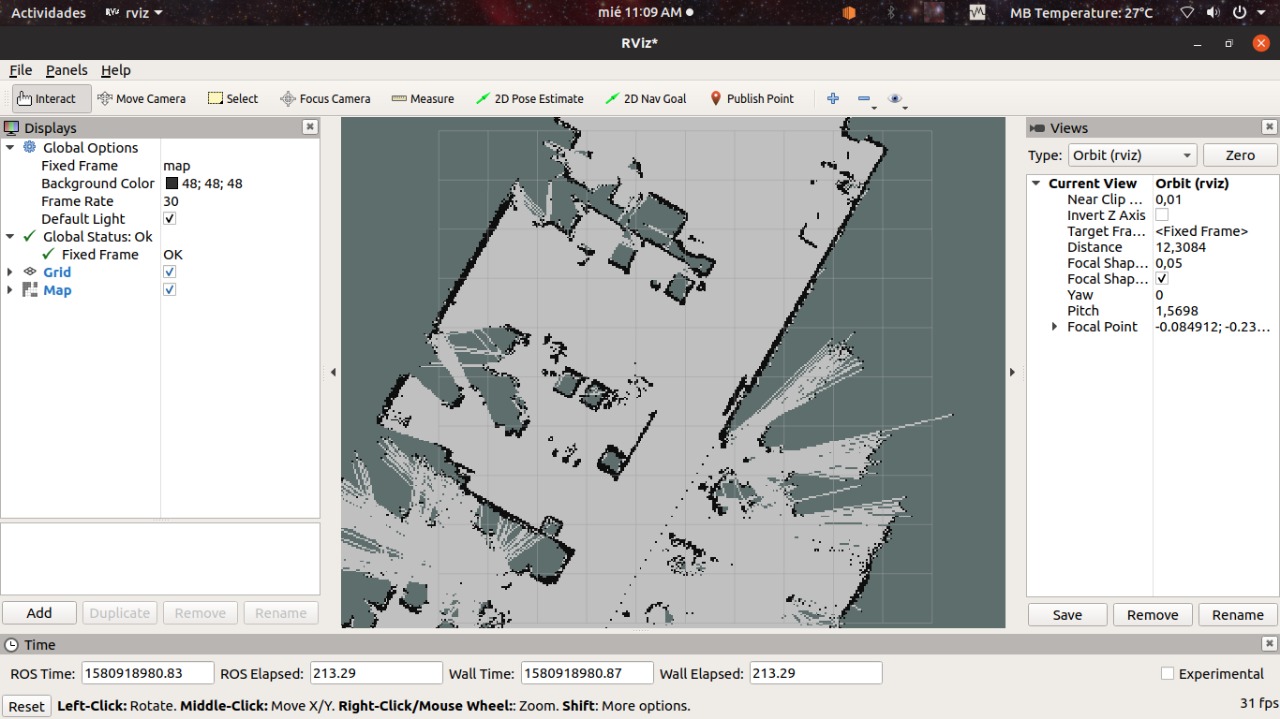 Actividades rviz mié 11:09 AM MB Temperature: 27°C
RViz*
File Panels Help
Interact Move Camera Select Focus Camera Measure 2D Pose Estimate 2D Nav Goal Publish Point
Displays
Global Options
Fixed Frame map
Background Color 48; 48; 48
Frame Rate 30
Default Light
Global Status: Ok
Fixed Frame OK
Grid
Map
Add Duplicate Remove Rename
Views
Type: Orbit (rviz) Zero
Current View Orbit (rviz)
Near Clip ... 0,01
Invert Z Axis
Target Fra... <Fixed Frame>
Distance 12,3084
Focal Shap... 0,05
Focal Shap...
Yaw 0
Pitch 1,5698
Focal Point -0.084912; -0.23...
Save Remove Rename
Time
ROS Time: 1580918980.83 ROS Elapsed: 213.29 Wall Time: 1580918980.87 Wall Elapsed: 213.29 Experimental
Reset Left-Click: Rotate. Middle-Click: Move X/Y. Right-Click/Mouse Wheel:: Zoom. Shift: More options. 31 fps